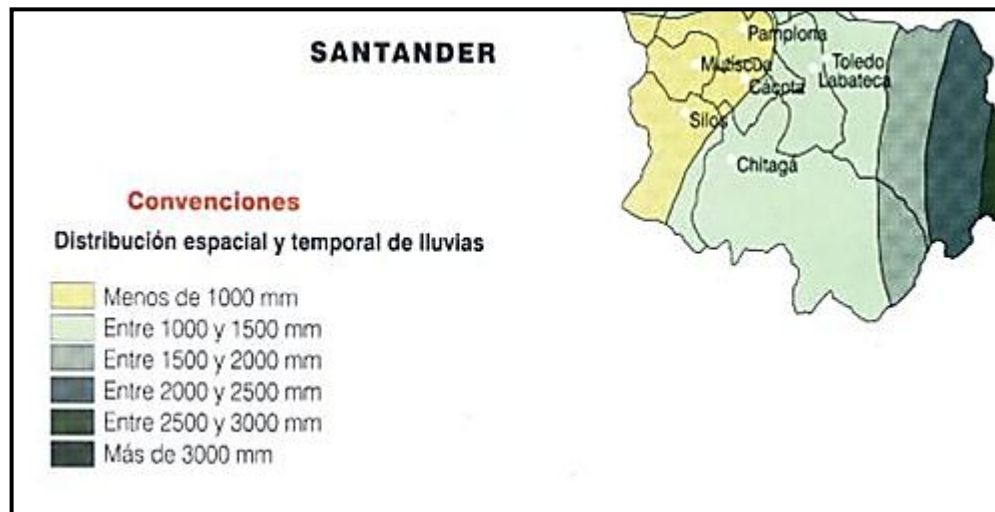 SANTANDER
Pamplona
Mutiscua
Toledo
Labateca
Cácota
Silos
Chitagá
Convenciones
Distribución espacial y temporal de lluvias
Menos de 1000 mm
Entre 1000 y 1500 mm
Entre 1500 y 2000 mm
Entre 2000 y 2500 mm
Entre 2500 y 3000 mm
Más de 3000 mm